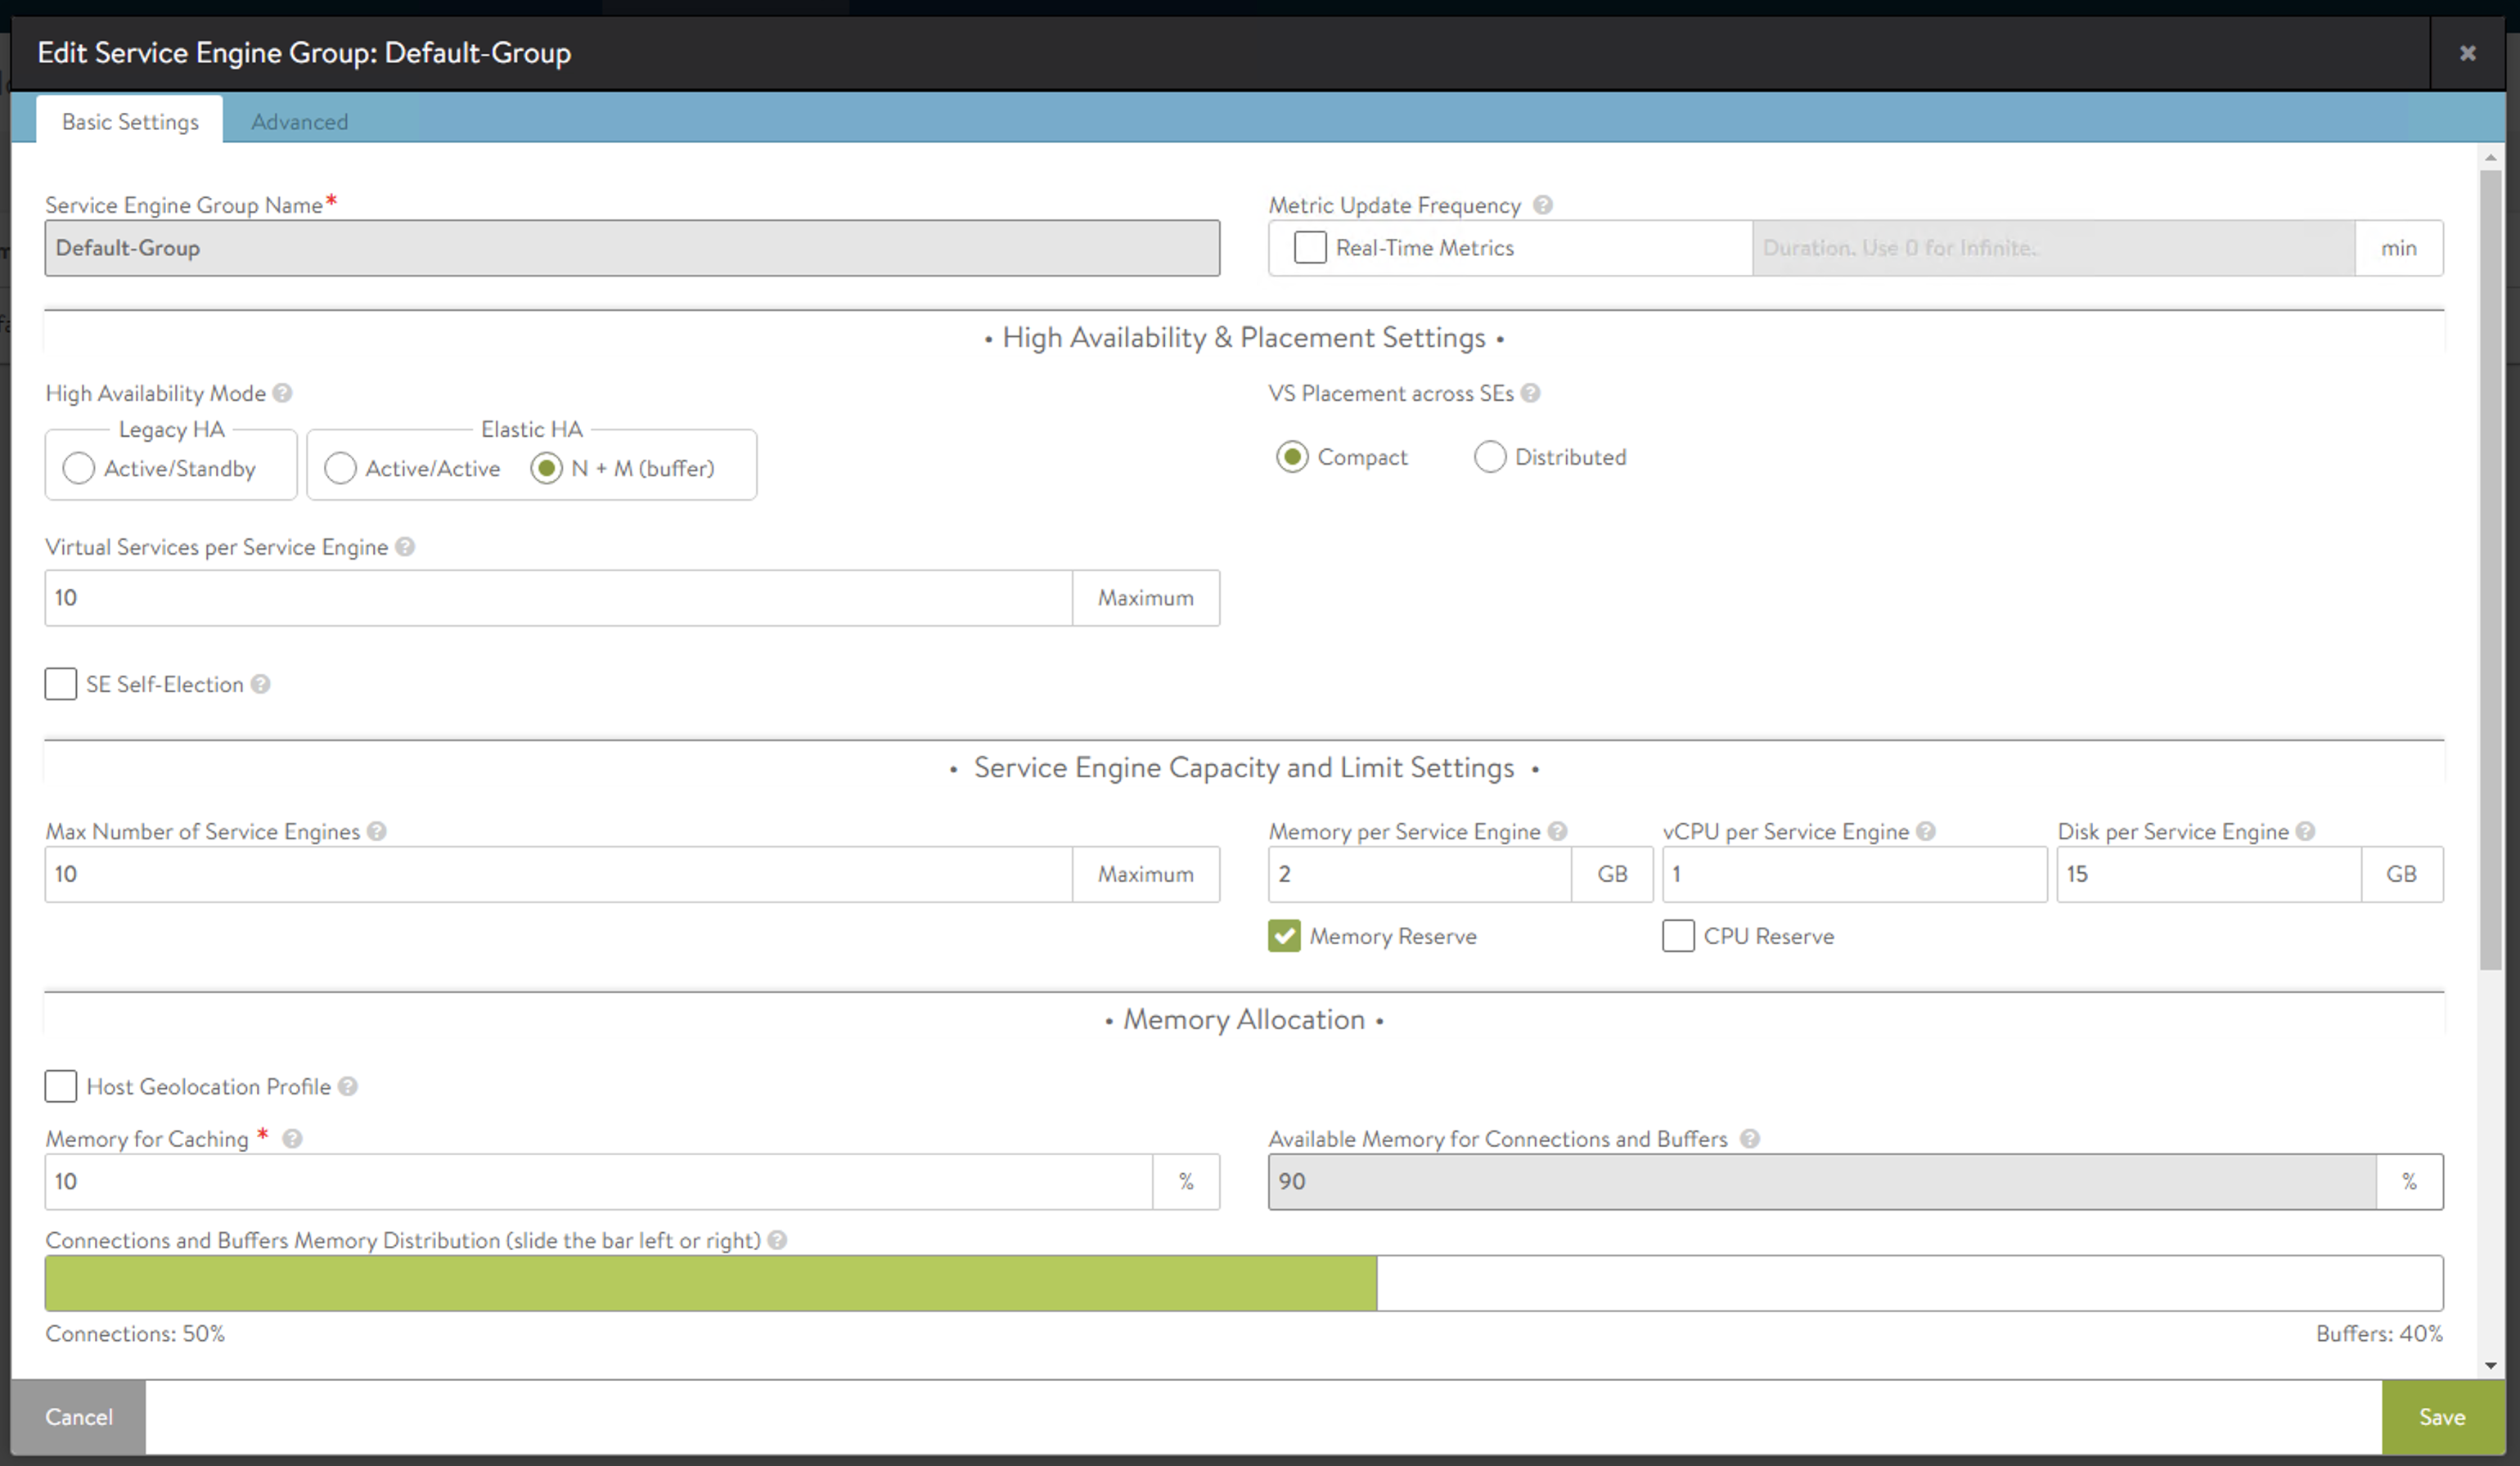 Edit Service Engine Group: Default-Group
Basic Settings
Advanced
Service Engine Group Name*
Default-Group
Metric Update Frequency
Real-Time Metrics
Duration. Use 0 for Infinite.
min
• High Availability & Placement Settings •
High Availability Mode
Legacy HA
Active/Standby
Elastic HA
Active/Active
N + M (buffer)
VS Placement across SEs
Compact
Distributed
Virtual Services per Service Engine
10
Maximum
SE Self-Election
• Service Engine Capacity and Limit Settings •
Max Number of Service Engines
10
Maximum
Memory per Service Engine
2
GB
vCPU per Service Engine
1
Disk per Service Engine
15
GB
Memory Reserve
CPU Reserve
• Memory Allocation •
Host Geolocation Profile
Memory for Caching *
10
%
Available Memory for Connections and Buffers
90
%
Connections and Buffers Memory Distribution (slide the bar left or right)
Connections: 50%
Buffers: 40%
Cancel
Save